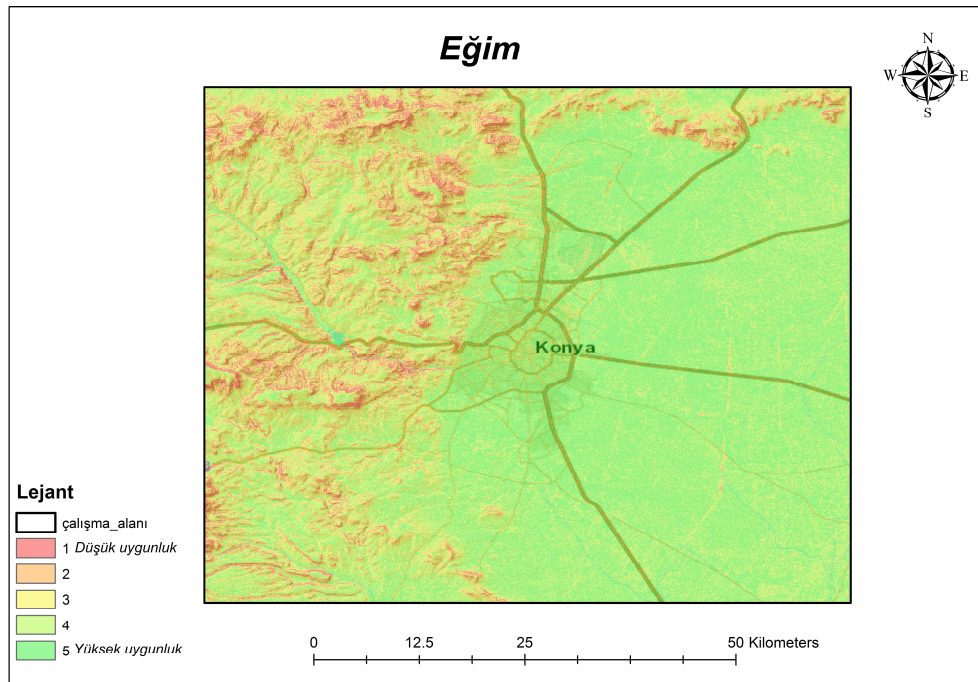 Eğim
N
W E
S
Konya
Lejant
çalışma_alanı
1 Düşük uygunluk
2
3
4
5 Yüksek uygunluk
0 12.5 25 50 Kilometers